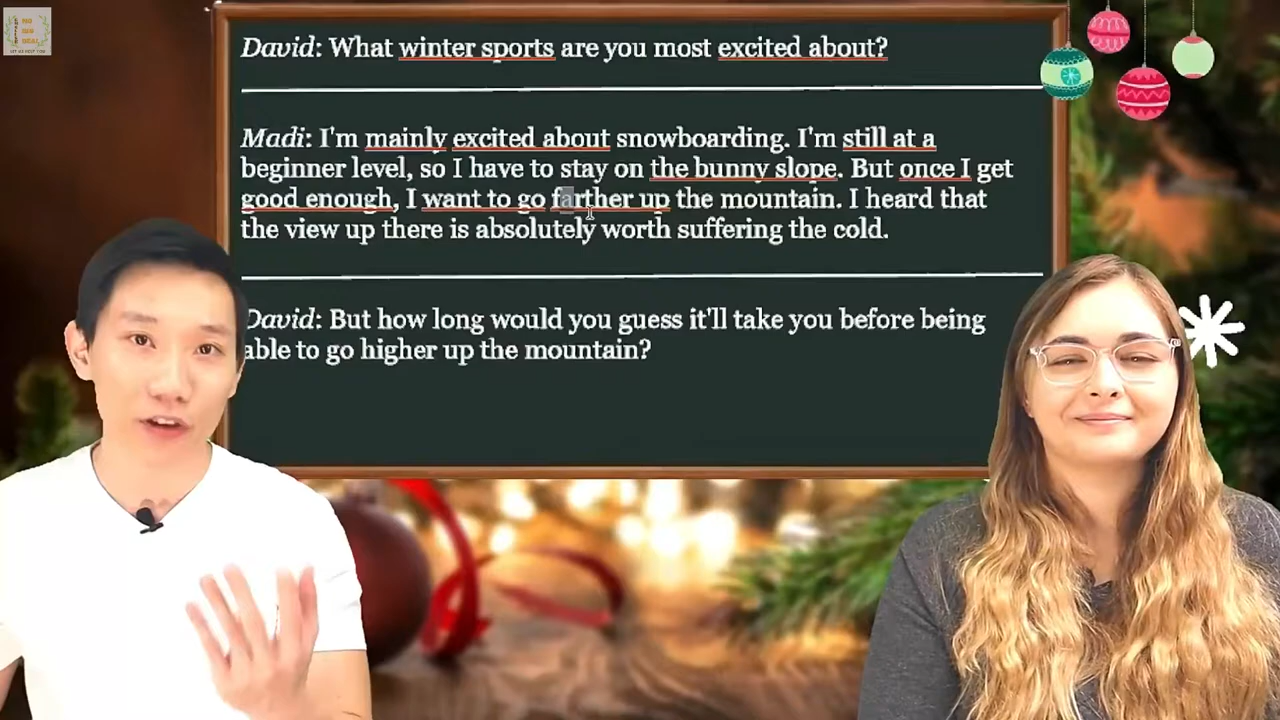 NO
BIG
DEAL
David: What winter sports are you most excited about?
Madi: I'm mainly excited about snowboarding. I'm still at a
beginner level, so I have to stay on the bunny slope. But once I get
good enough, I want to go farther up the mountain. I heard that
the view up there is absolutely worth suffering the cold.
David: But how long would you guess it'll take you before being
able to go higher up the mountain?